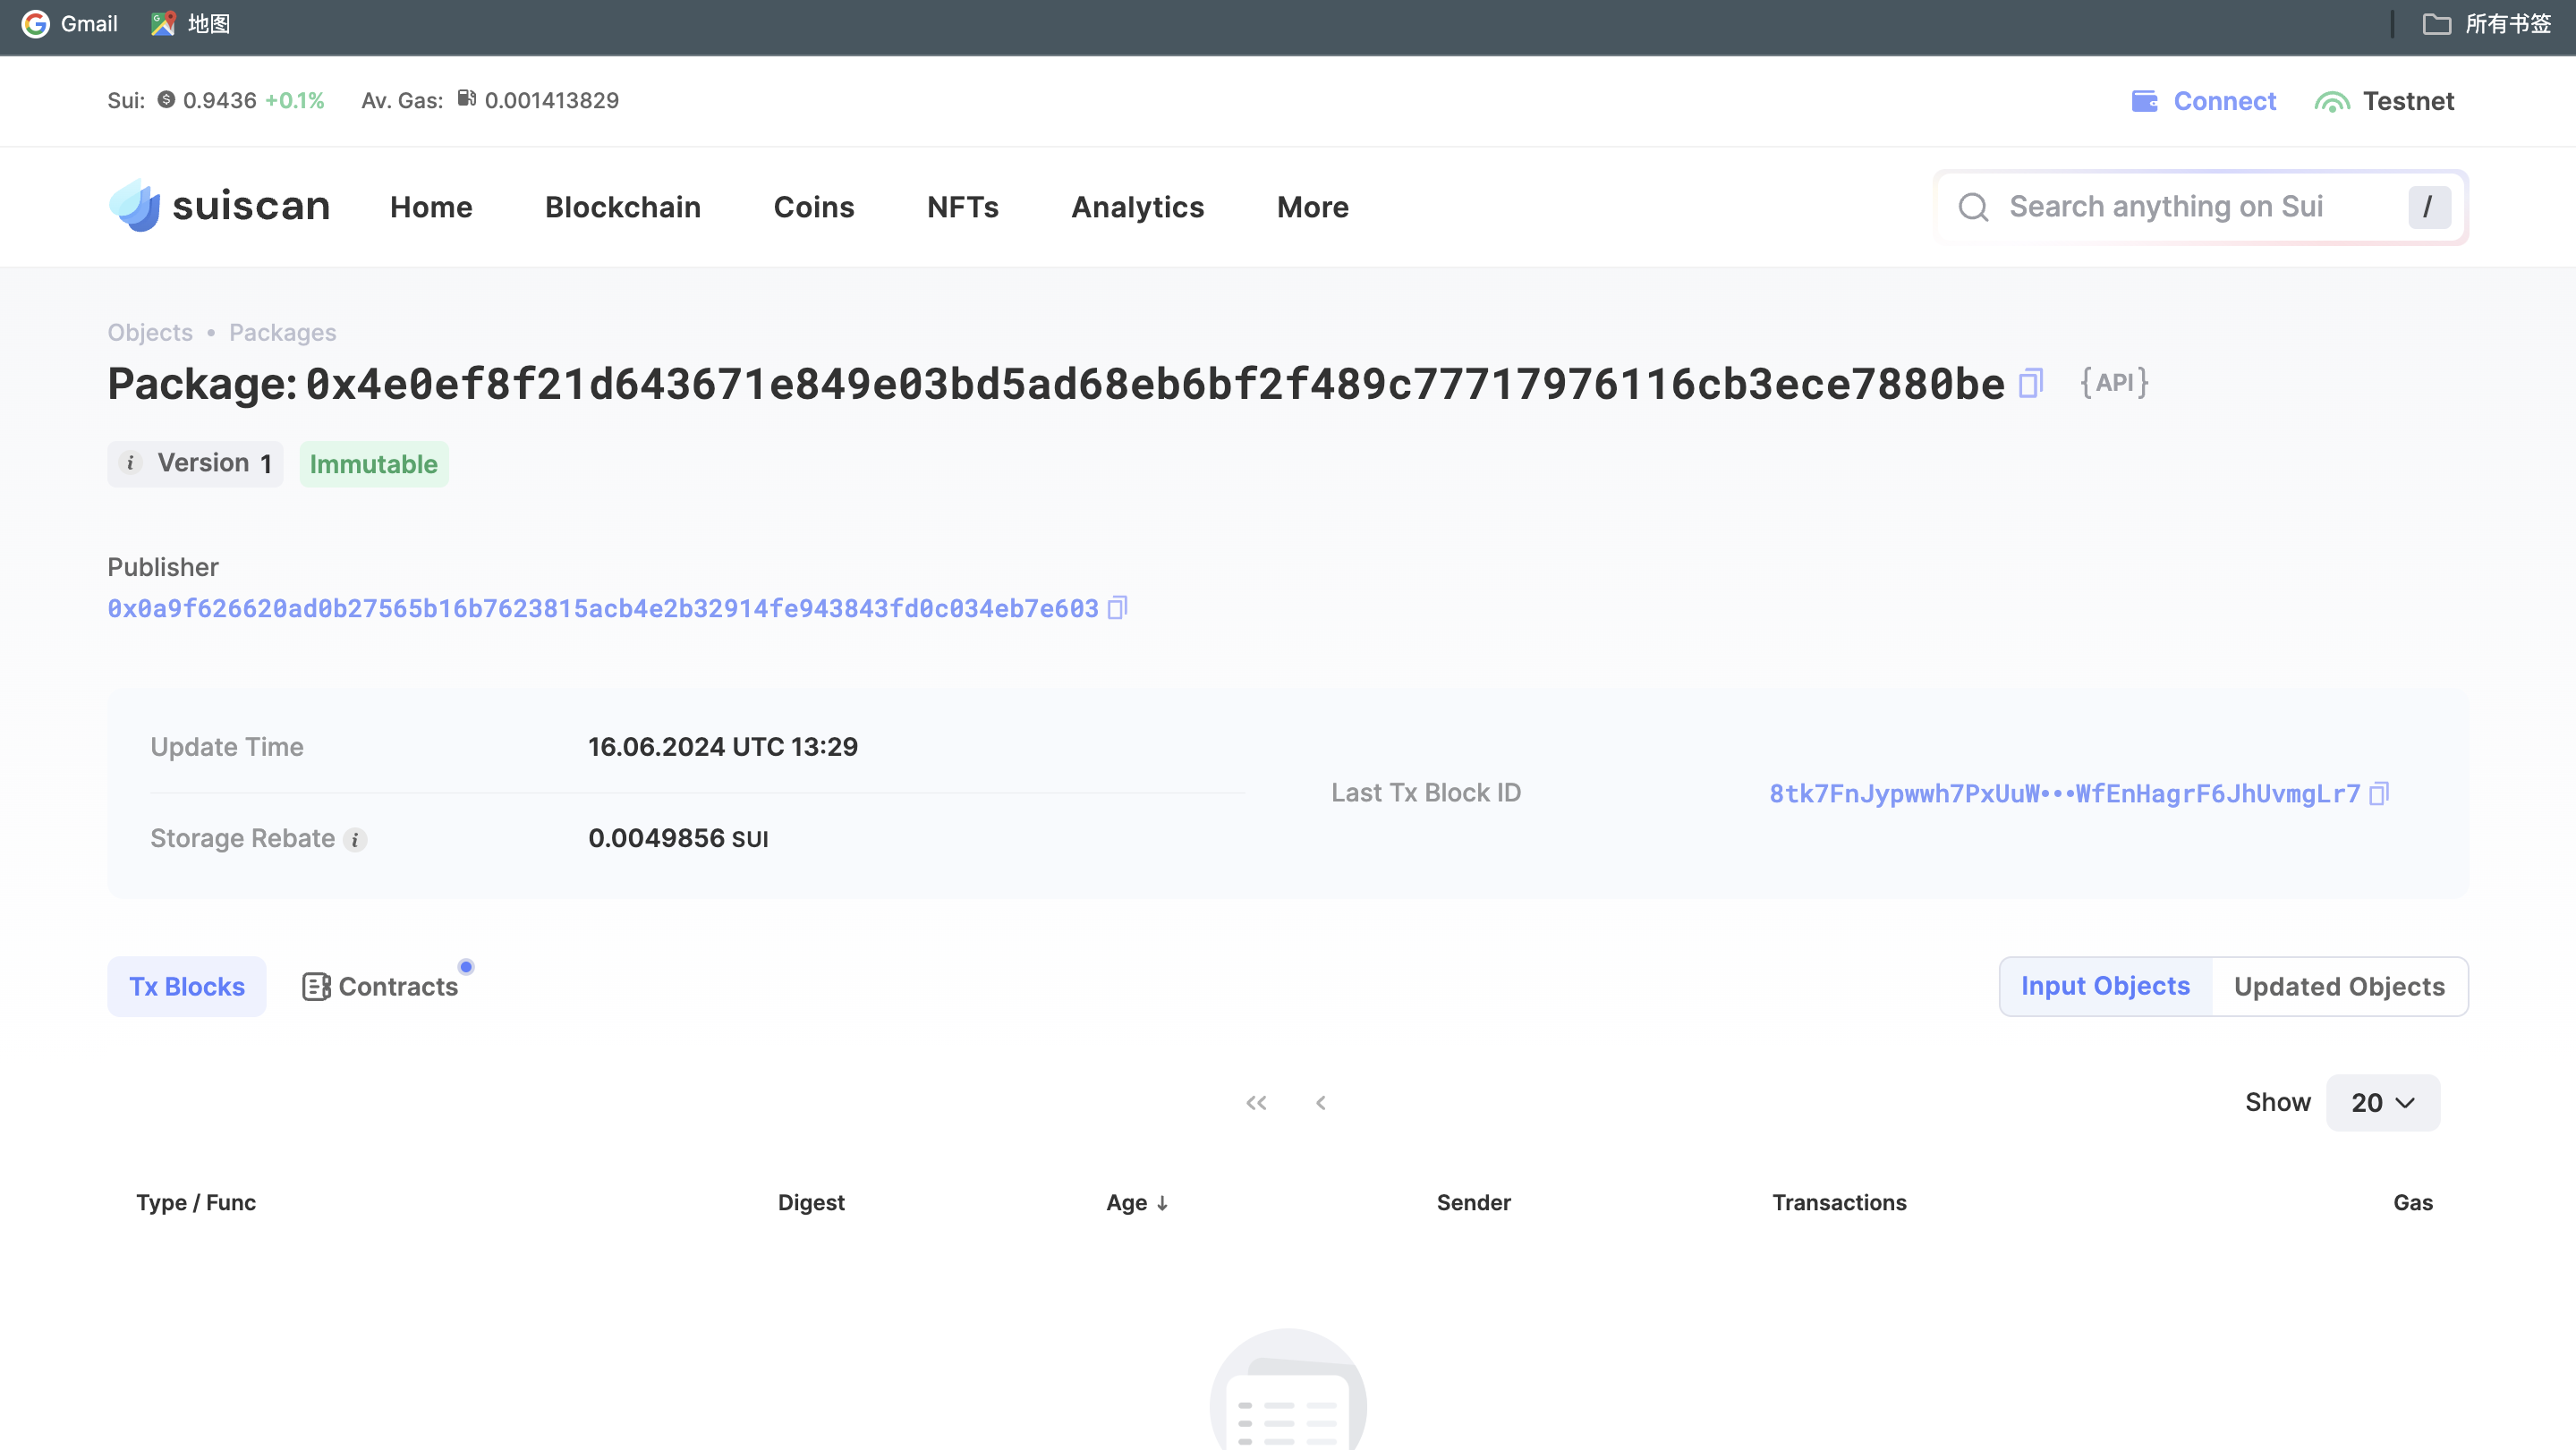 Gmail 地图 所有书签
Sui: 0.9436 +0.1% Av. Gas: 0.001413829 Connect Testnet
suiscan Home Blockchain Coins NFTs Analytics More Search anything on Sui /
Objects • Packages
Package: 0x4e0ef8f21d643671e849e03bd5ad68eb6bf2f489c77717976116cb3ece7880be {API}
i Version 1 Immutable
Publisher
0x0a9f626620ad0b27565b16b7623815acb4e2b32914fe943843fd0c034eb7e603
Update Time 16.06.2024 UTC 13:29
Last Tx Block ID 8tk7FnJypwwh7PxUuW•••WfEnHagrF6JhUvmgLr7
Storage Rebate i 0.0049856 SUI
Tx Blocks Contracts Input Objects Updated Objects
Show 20
Type / Func Digest Age ↓ Sender Transactions Gas